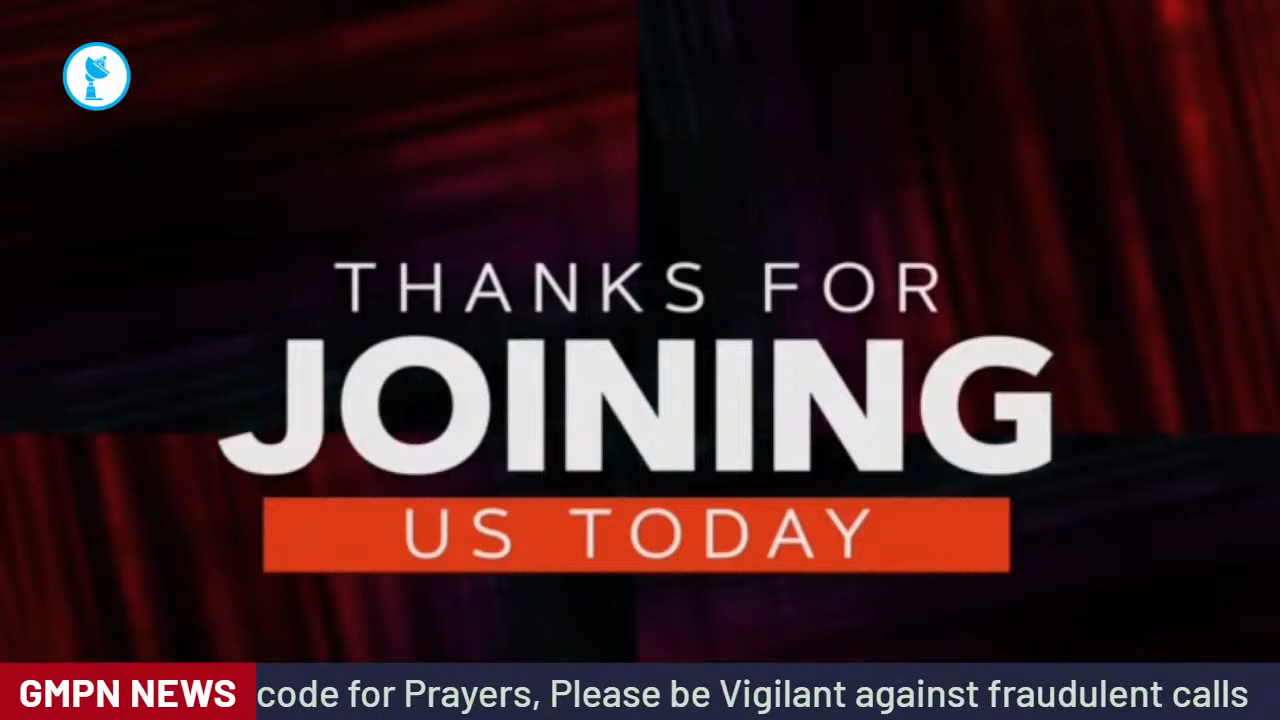 THANKS FOR
JOINING
US TODAY
GMPN NEWS code for Prayers, Please be Vigilant against fraudulent calls